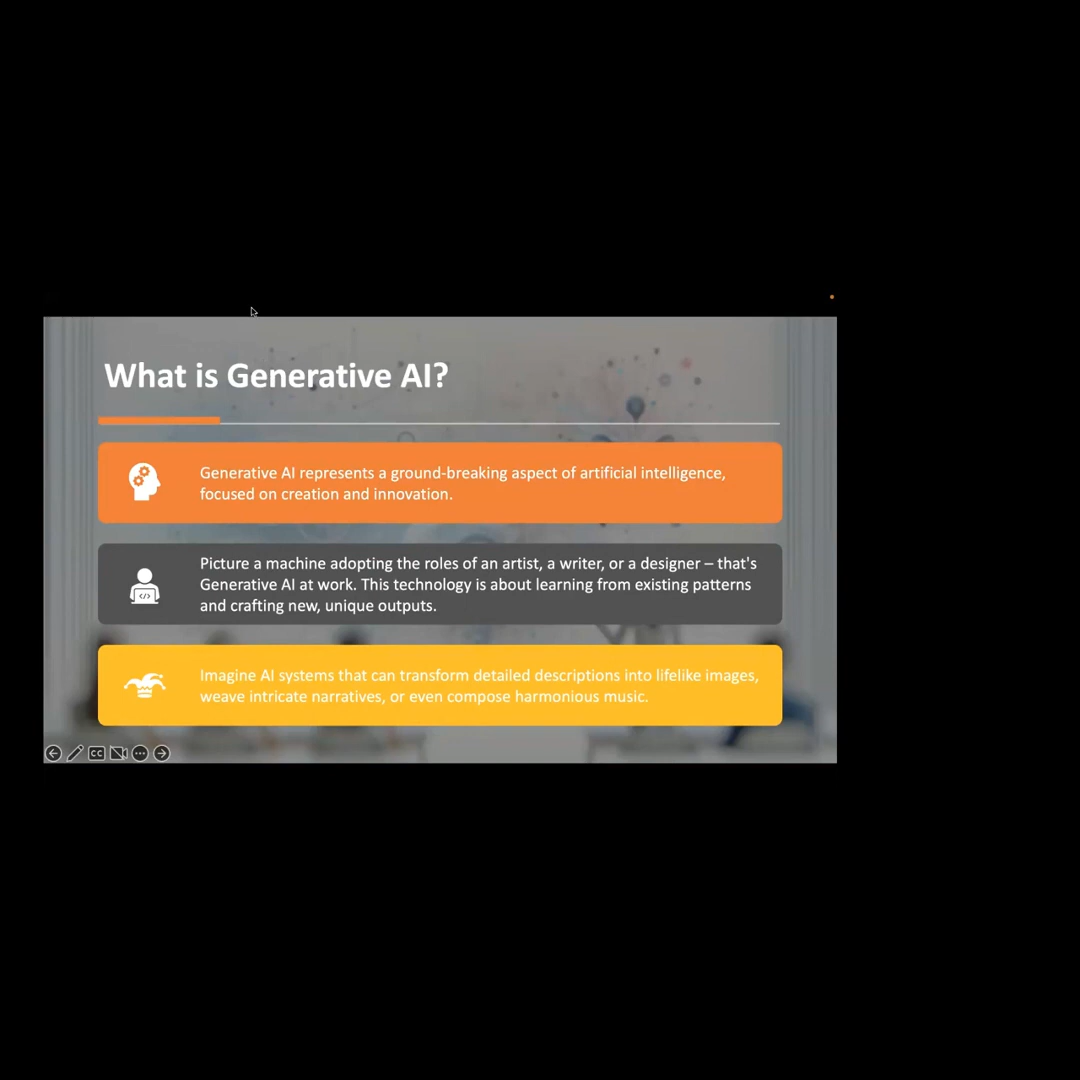 What is Generative AI?
Generative AI represents a ground-breaking aspect of artificial intelligence,
focused on creation and innovation.
Picture a machine adopting the roles of an artist, a writer, or a designer – that's
Generative AI at work. This technology is about learning from existing patterns
and crafting new, unique outputs.
Imagine AI systems that can transform detailed descriptions into lifelike images,
weave intricate narratives, or even compose harmonious music.
CC